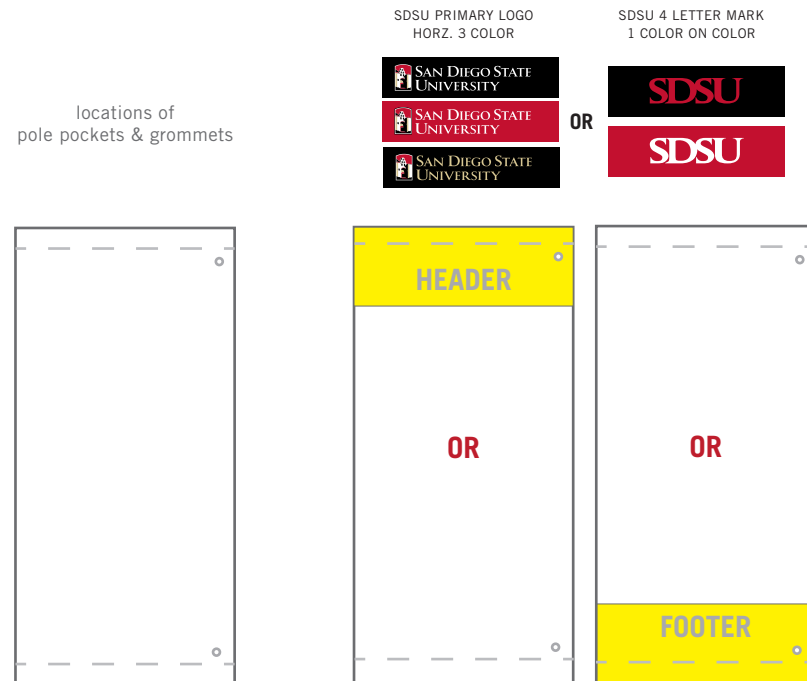 SDSU PRIMARY LOGO
HORZ. 3 COLOR
SDSU 4 LETTER MARK
1 COLOR ON COLOR
SAN DIEGO STATE
UNIVERSITY
SAN DIEGO STATE
UNIVERSITY
SAN DIEGO STATE
UNIVERSITY
OR
SDSU
SDSU
locations of
pole pockets & grommets
HEADER
OR
OR
FOOTER